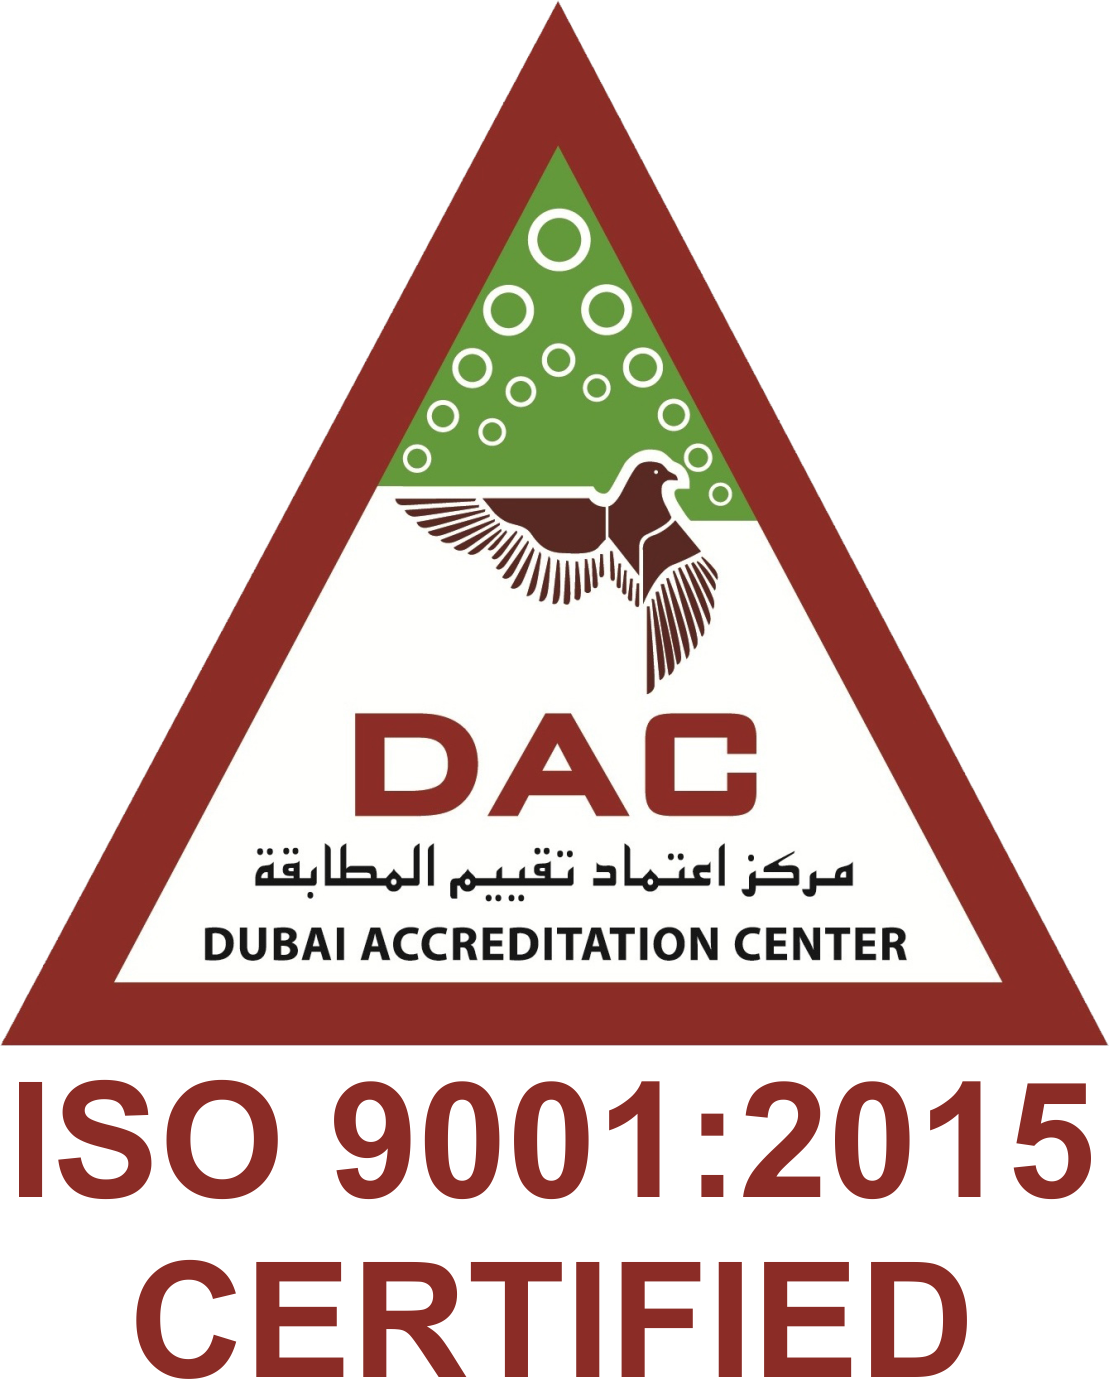 DAC
مركز اعتماد تقييم المطابقة
DUBAI ACCREDITATION CENTER
ISO 9001:2015
CERTIFIED